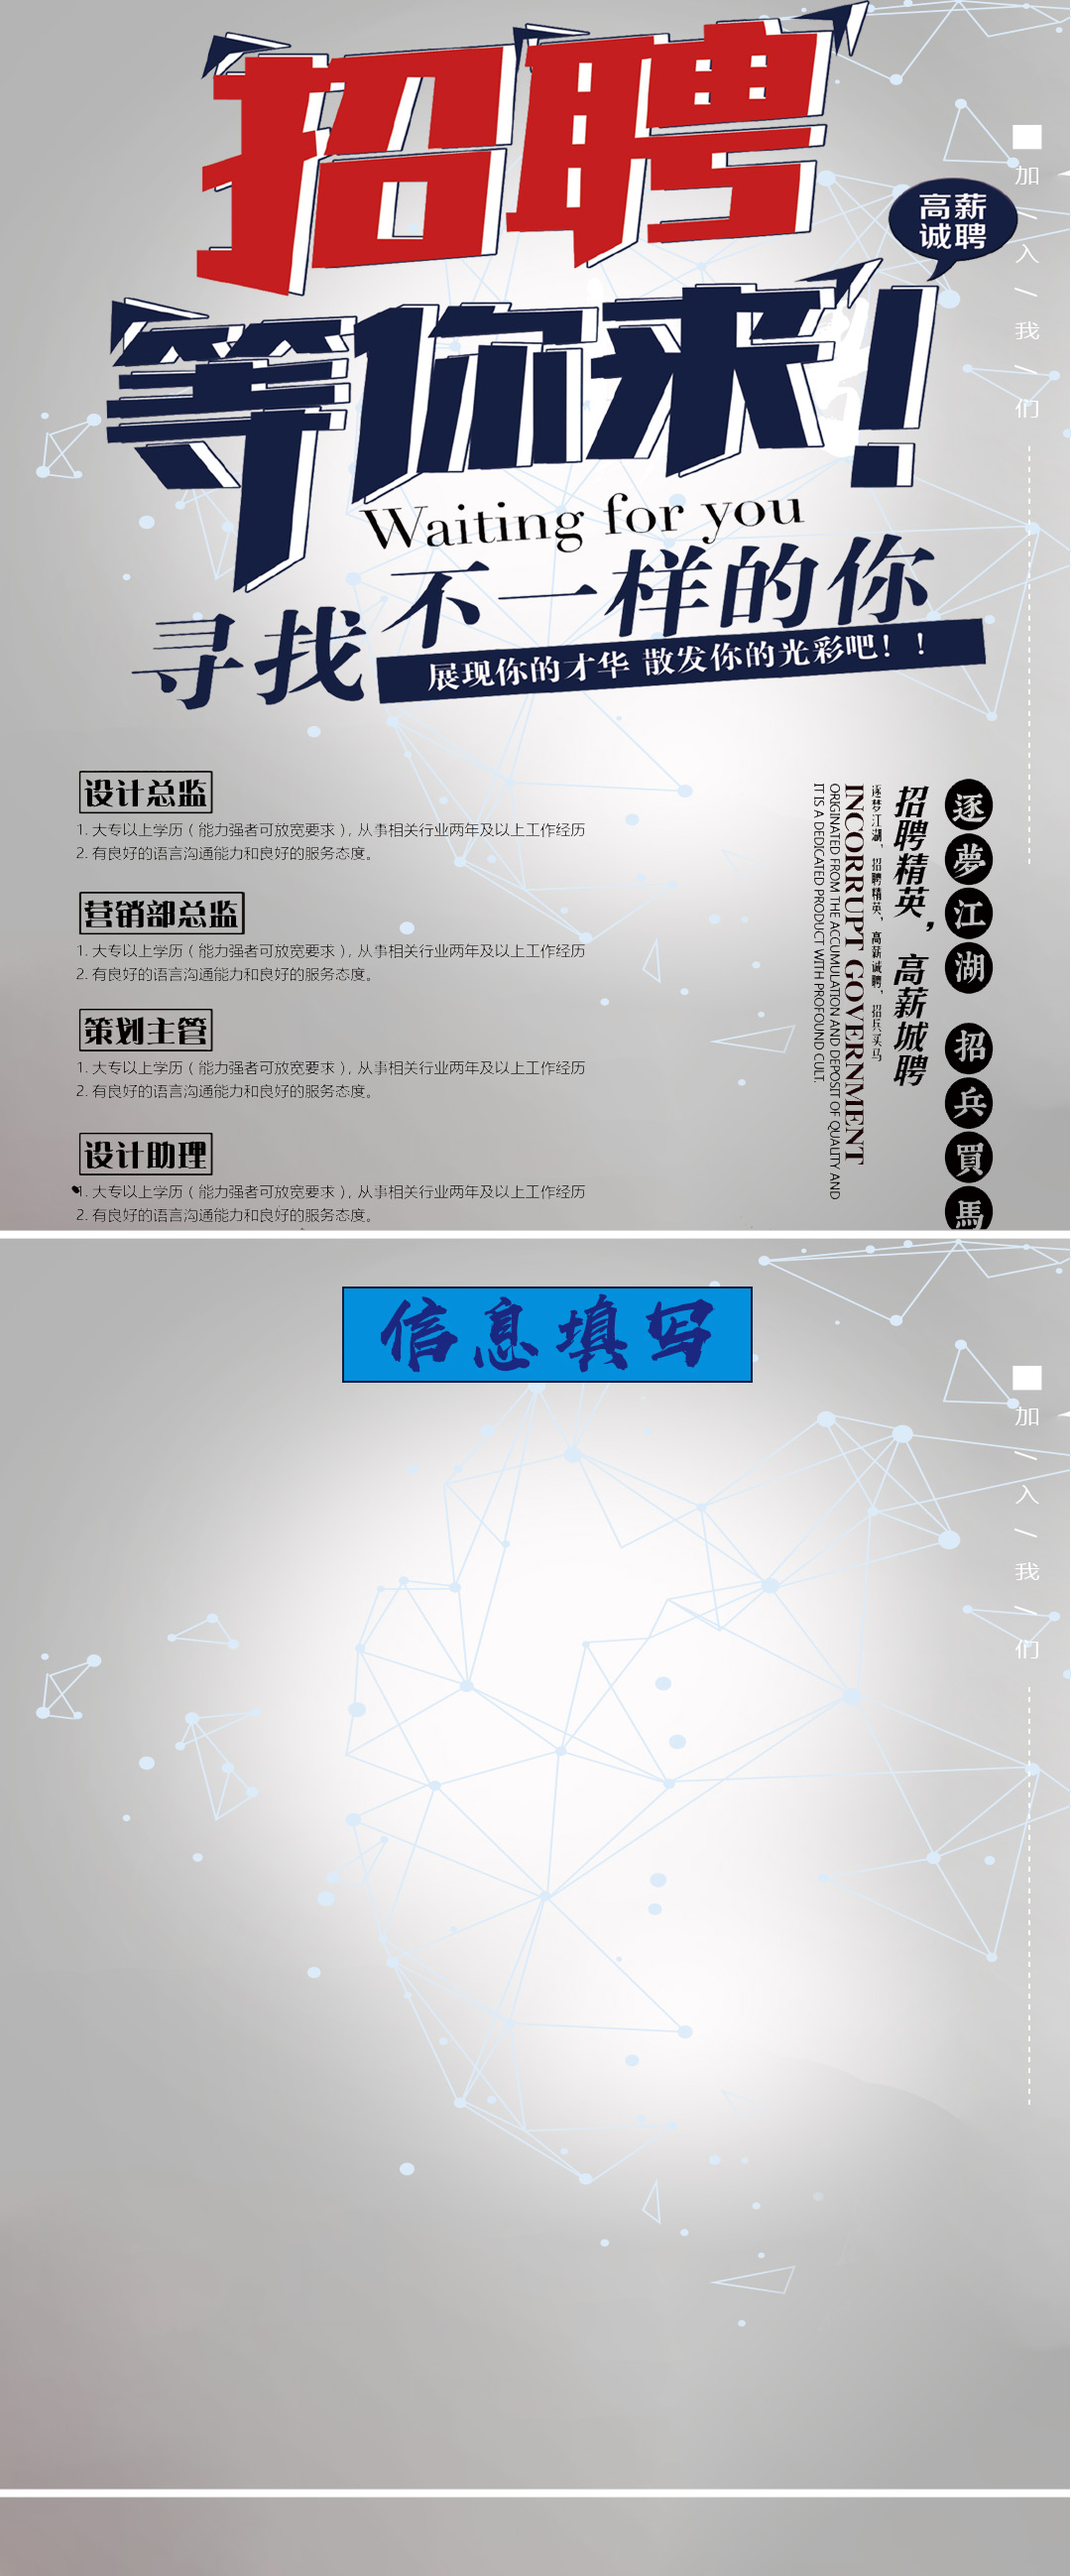 招聘
高薪
诚聘
等你来！
Waiting for you
寻找不一样的你
展现你的才华 散发你的光彩吧！！
加/入/我/们
设计总监
1. 大专以上学历（能力强者可放宽要求），从事相关行业两年及以上工作经历
2. 有良好的语言沟通能力和良好的服务态度。
营销部总监
1. 大专以上学历（能力强者可放宽要求），从事相关行业两年及以上工作经历
2. 有良好的语言沟通能力和良好的服务态度。
策划主管
1. 大专以上学历（能力强者可放宽要求），从事相关行业两年及以上工作经历
2. 有良好的语言沟通能力和良好的服务态度。
设计助理
1. 大专以上学历（能力强者可放宽要求），从事相关行业两年及以上工作经历
2. 有良好的语言沟通能力和良好的服务态度。
逐夢江湖 招兵買馬
招聘精英，高薪城聘
逐梦江湖，招聘精英，高薪诚聘，招兵买马
INCORRUPT GOVERNMENT
ORIGINATED FROM THE ACCUMULATION AND DEPOSIT OF QUALITY AND
IT IS A DEDICATED PRODUCT WITH PROFOUND CULT.
信息填写
加/入/我/们